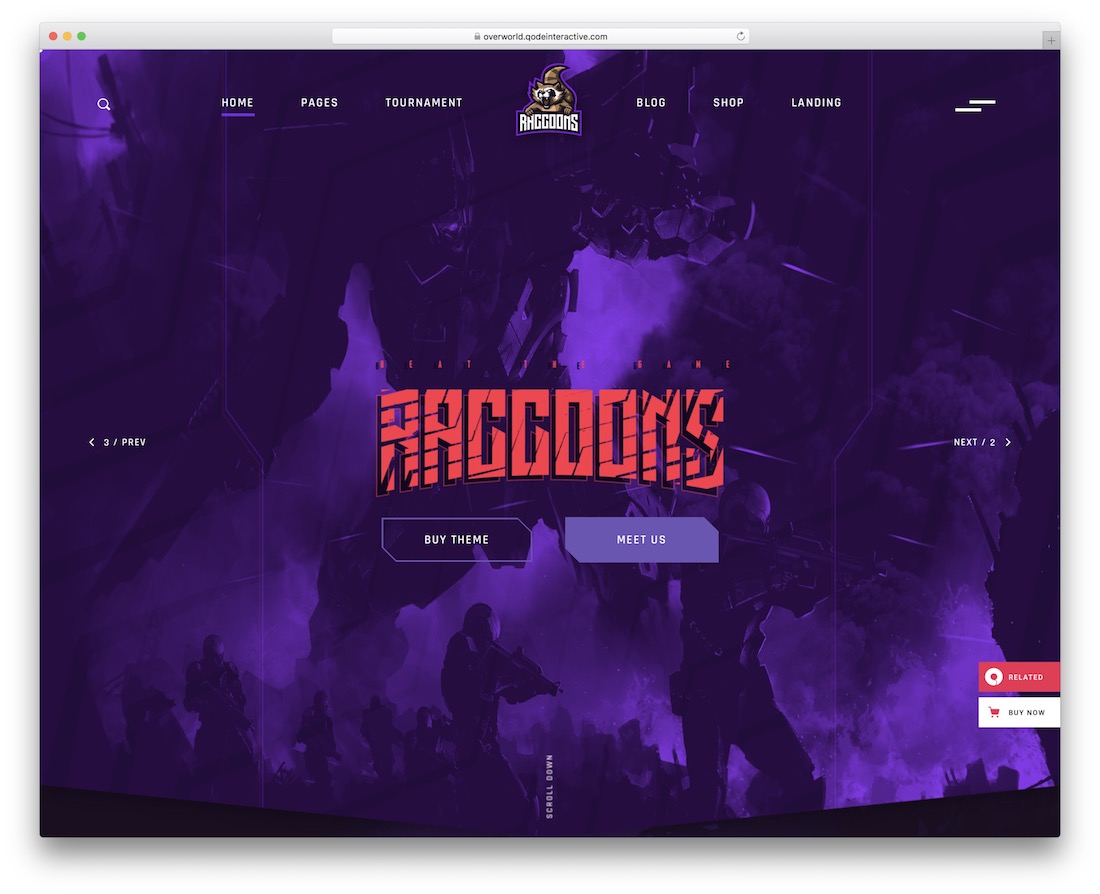 overworld.qodeinteractive.com
HOME PAGES TOURNAMENT RACCOONS BLOG SHOP LANDING
BEAT THE GAME
RACCOONS
3 / PREV
NEXT / 2
BUY THEME MEET US
RELATED
BUY NOW
SCROLL DOWN